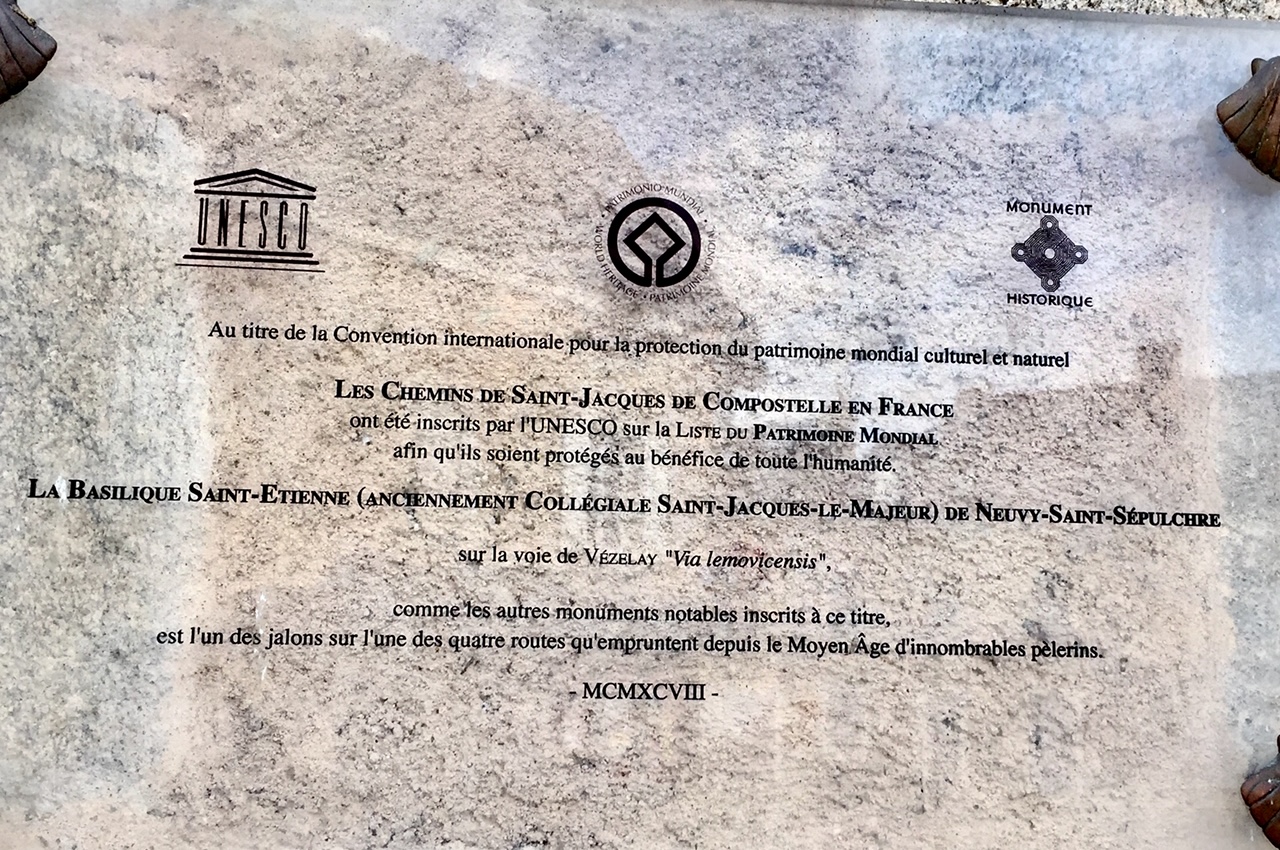 UNESCO
PATRIMONIO MUNDIAL • WORLD HERITAGE • PATRIMOINE MONDIAL
MONUMENT
HISTORIQUE
Au titre de la Convention internationale pour la protection du patrimoine mondial culturel et naturel
LES CHEMINS DE SAINT-JACQUES DE COMPOSTELLE EN FRANCE
ont été inscrits par l'UNESCO sur la LISTE DU PATRIMOINE MONDIAL
afin qu'ils soient protégés au bénéfice de toute l'humanité.
LA BASILIQUE SAINT-ETIENNE (ANCIENNEMENT COLLÉGIALE SAINT-JACQUES-LE-MAJEUR) DE NEUVY-SAINT-SÉPULCHRE
sur la voie de VÉZELAY "Via lemovicensis",
comme les autres monuments notables inscrits à ce titre,
est l'un des jalons sur l'une des quatre routes qu'empruntent depuis le Moyen Âge d'innombrables pèlerins.
- MCMXCVIII -